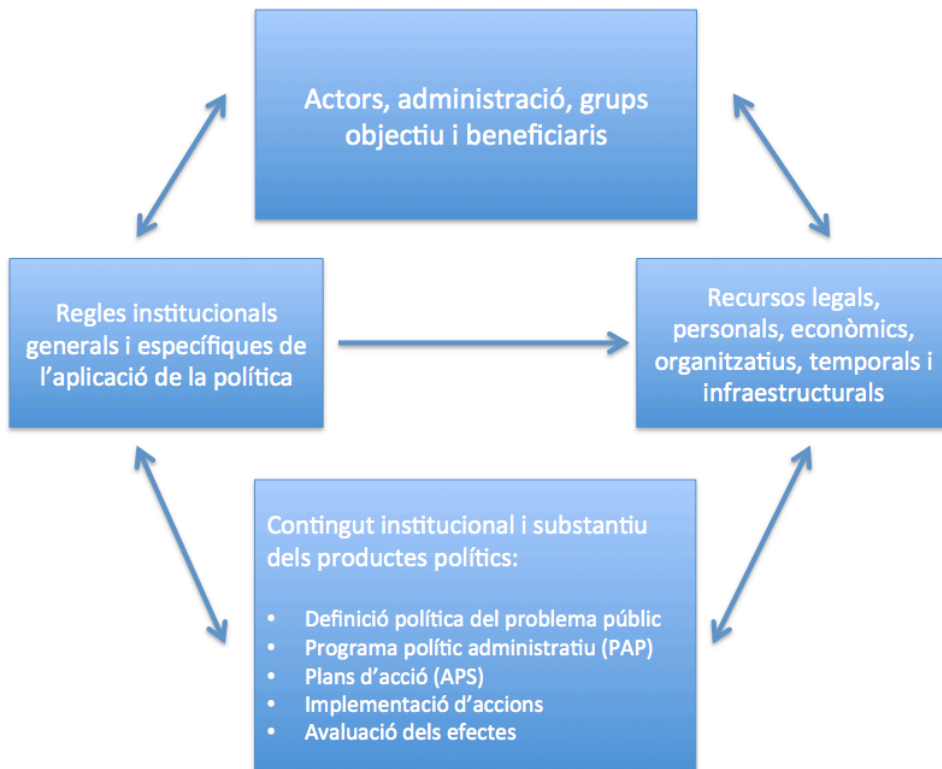 Actors, administració, grups
objectiu i beneficiaris
Regles institucionals
generals i específiques de
l’aplicació de la política
Recursos legals,
personals, econòmics,
organitzatius, temporals i
infraestructurals
Contingut institucional i substantiu
dels productes polítics:
• Definició política del problema públic
• Programa polític administratiu (PAP)
• Plans d’acció (APS)
• Implementació d’accions
• Avaluació dels efectes